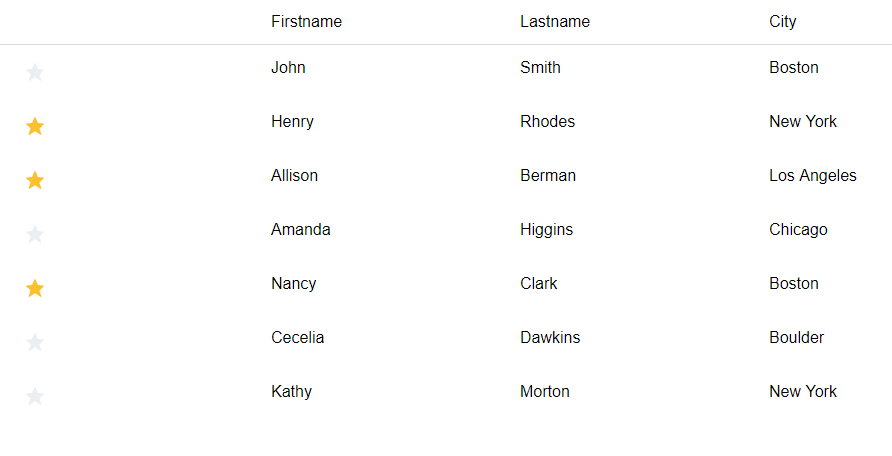 Firstname Lastname City
John Smith Boston
Henry Rhodes New York
Allison Berman Los Angeles
Amanda Higgins Chicago
Nancy Clark Boston
Cecelia Dawkins Boulder
Kathy Morton New York